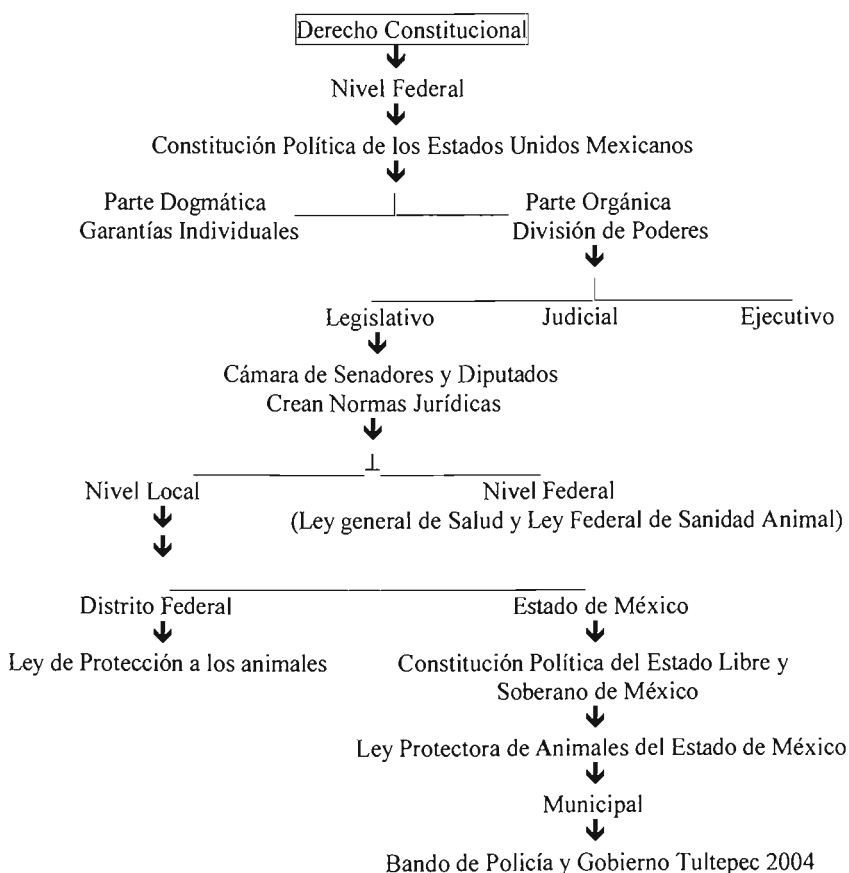 Derecho Constitucional
Nivel Federal
Constitución Política de los Estados Unidos Mexicanos
Parte Dogmática
Garantías Individuales
Parte Orgánica
División de Poderes
Legislativo Judicial Ejecutivo
Cámara de Senadores y Diputados
Crean Normas Jurídicas
Nivel Local Nivel Federal
(Ley general de Salud y Ley Federal de Sanidad Animal)
Distrito Federal Estado de México
Ley de Protección a los animales
Constitución Política del Estado Libre y
Soberano de México
Ley Protectora de Animales del Estado de México
Municipal
Bando de Policía y Gobierno Tultepec 2004